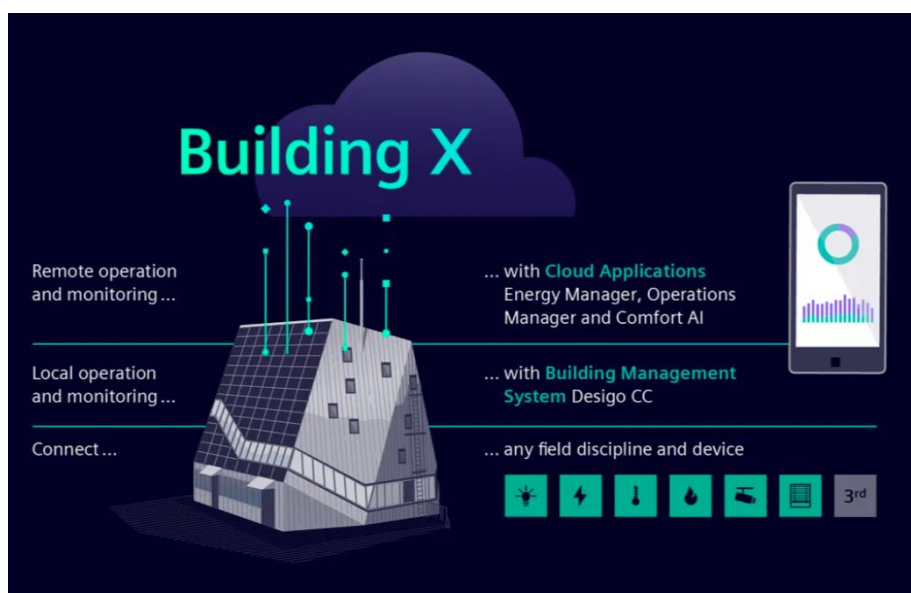 Building X
Remote operation
and monitoring ...
... with Cloud Applications
Energy Manager, Operations
Manager and Comfort AI
Local operation
and monitoring ...
... with Building Management
System Desigo CC
Connect ...
... any field discipline and device
3rd